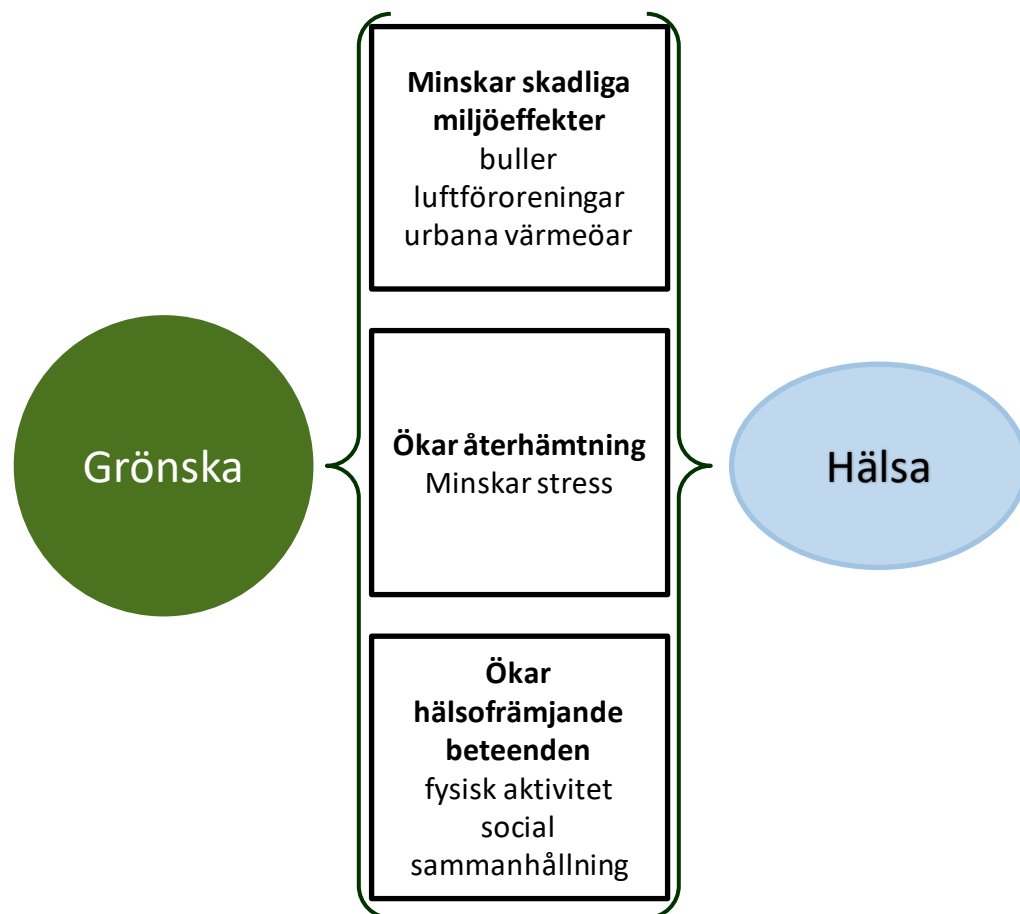 Minskar skadliga
miljöeffekter
buller
luftföroreningar
urbana värmeöar
Grönska
Ökar återhämtning
Minskar stress
Hälsa
Ökar
hälsofrämjande
beteenden
fysisk aktivitet
social
sammanhållning